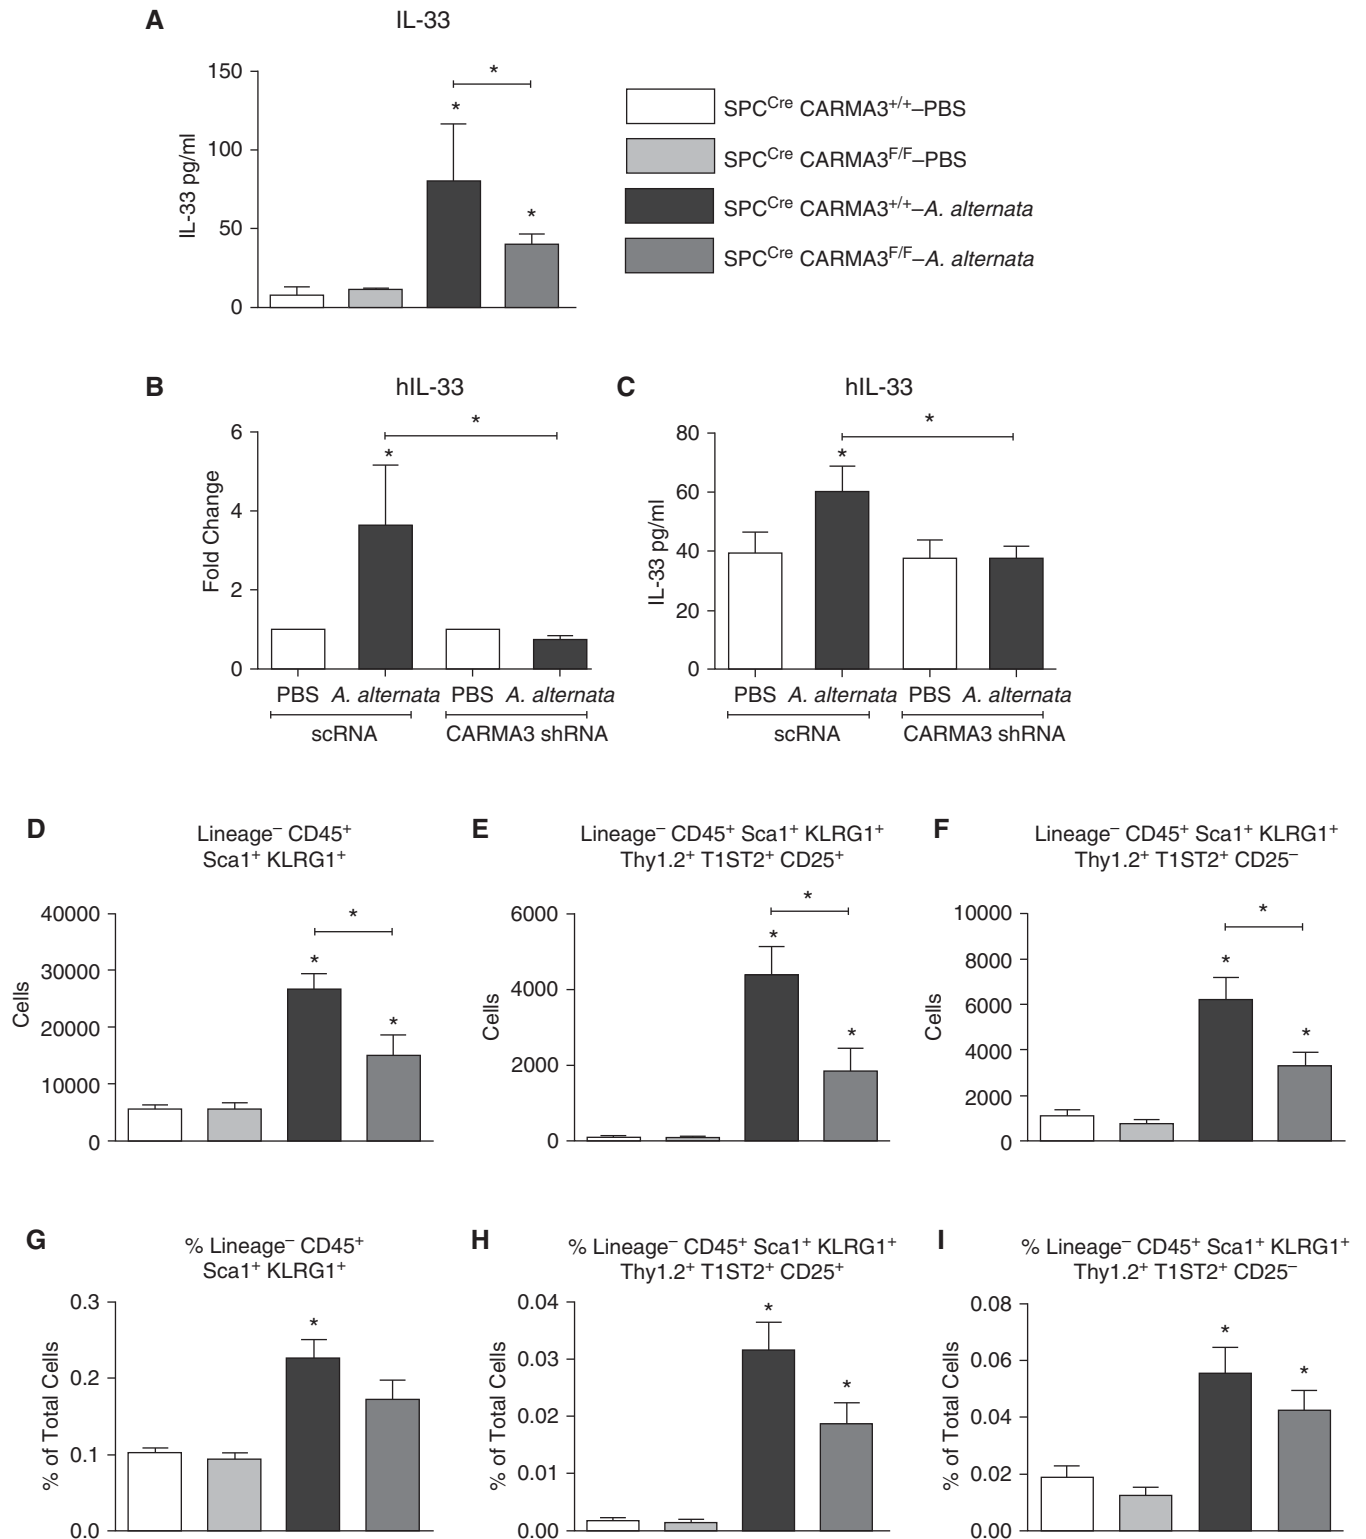 A
IL-33
*
*
*
150
100
50
0
IL-33 pg/ml
SPC^Cre CARMA3^+/+–PBS
SPC^Cre CARMA3^F/F–PBS
SPC^Cre CARMA3^+/+–A. alternata
SPC^Cre CARMA3^F/F–A. alternata
B
hIL-33
*
*
6
4
2
0
Fold Change
PBS A. alternata PBS A. alternata
scRNA CARMA3 shRNA
C
hIL-33
*
*
80
60
40
20
0
IL-33 pg/ml
PBS A. alternata PBS A. alternata
scRNA CARMA3 shRNA
D
Lineage– CD45+
Sca1+ KLRG1+
*
*
*
40000
30000
20000
10000
0
Cells
E
Lineage– CD45+ Sca1+ KLRG1+
Thy1.2+ T1ST2+ CD25+
*
*
*
6000
4000
2000
0
Cells
F
Lineage– CD45+ Sca1+ KLRG1+
Thy1.2+ T1ST2+ CD25–
*
*
*
10000
8000
6000
4000
2000
0
Cells
G
% Lineage– CD45+
Sca1+ KLRG1+
*
0.3
0.2
0.1
0.0
% of Total Cells
H
% Lineage– CD45+ Sca1+ KLRG1+
Thy1.2+ T1ST2+ CD25+
*
*
0.04
0.03
0.02
0.01
0.00
% of Total Cells
I
% Lineage– CD45+ Sca1+ KLRG1+
Thy1.2+ T1ST2+ CD25–
*
*
0.08
0.06
0.04
0.02
0.00
% of Total Cells